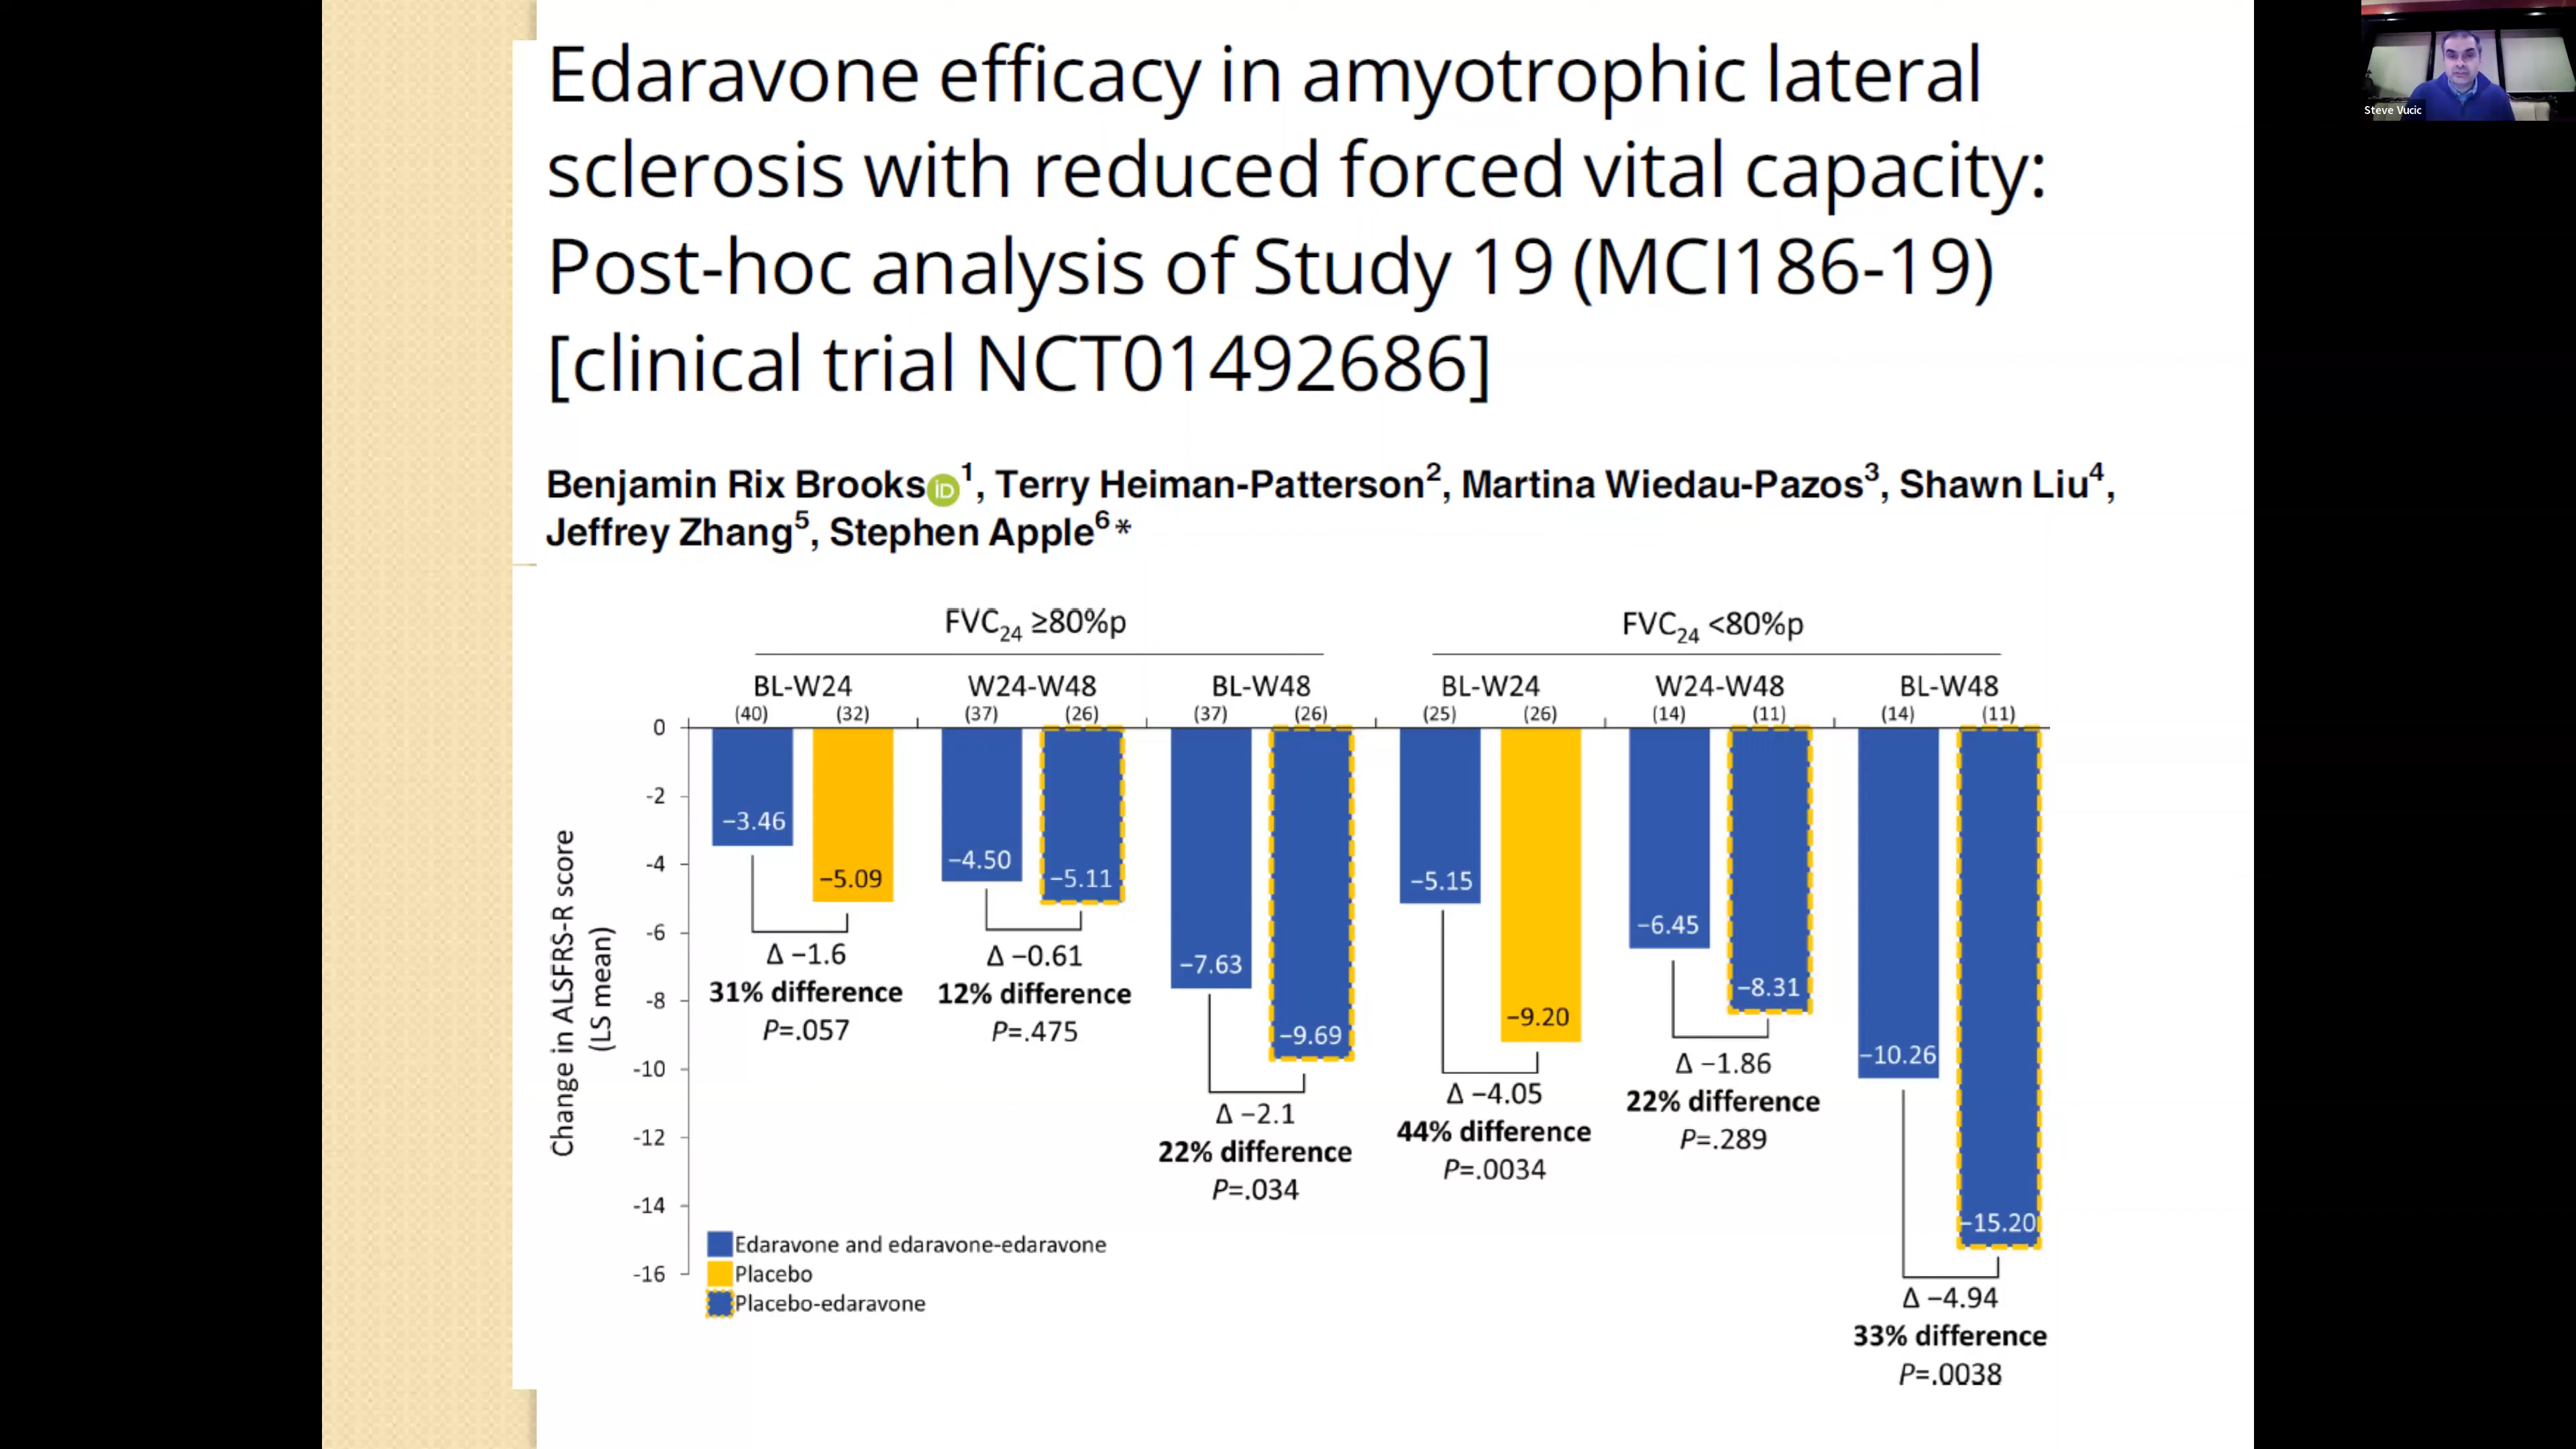 Edaravone efficacy in amyotrophic lateral
sclerosis with reduced forced vital capacity:
Post-hoc analysis of Study 19 (MCI186-19)
[clinical trial NCT01492686]
Steve Vucic
Benjamin Rix Brooks iD 1, Terry Heiman-Patterson2, Martina Wiedau-Pazos3, Shawn Liu4,
Jeffrey Zhang5, Stephen Apple6*
FVC24 ≥80%p
FVC24 <80%p
BL-W24 W24-W48 BL-W48 BL-W24 W24-W48 BL-W48
(40) (32) (37) (26) (37) (26) (25) (26) (14) (11) (14) (11)
Change in ALSFRS-R score
(LS mean)
0
-2
-4
-6
-8
-10
-12
-14
-16
−3.46
−5.09
Δ −1.6
31% difference
P=.057
−4.50
−5.11
Δ −0.61
12% difference
P=.475
−7.63
−9.69
Δ −2.1
22% difference
P=.034
−5.15
−9.20
Δ −4.05
44% difference
P=.0034
−6.45
−8.31
Δ −1.86
22% difference
P=.289
−10.26
−15.20
Δ −4.94
33% difference
P=.0038
Edaravone and edaravone-edaravone
Placebo
Placebo-edaravone